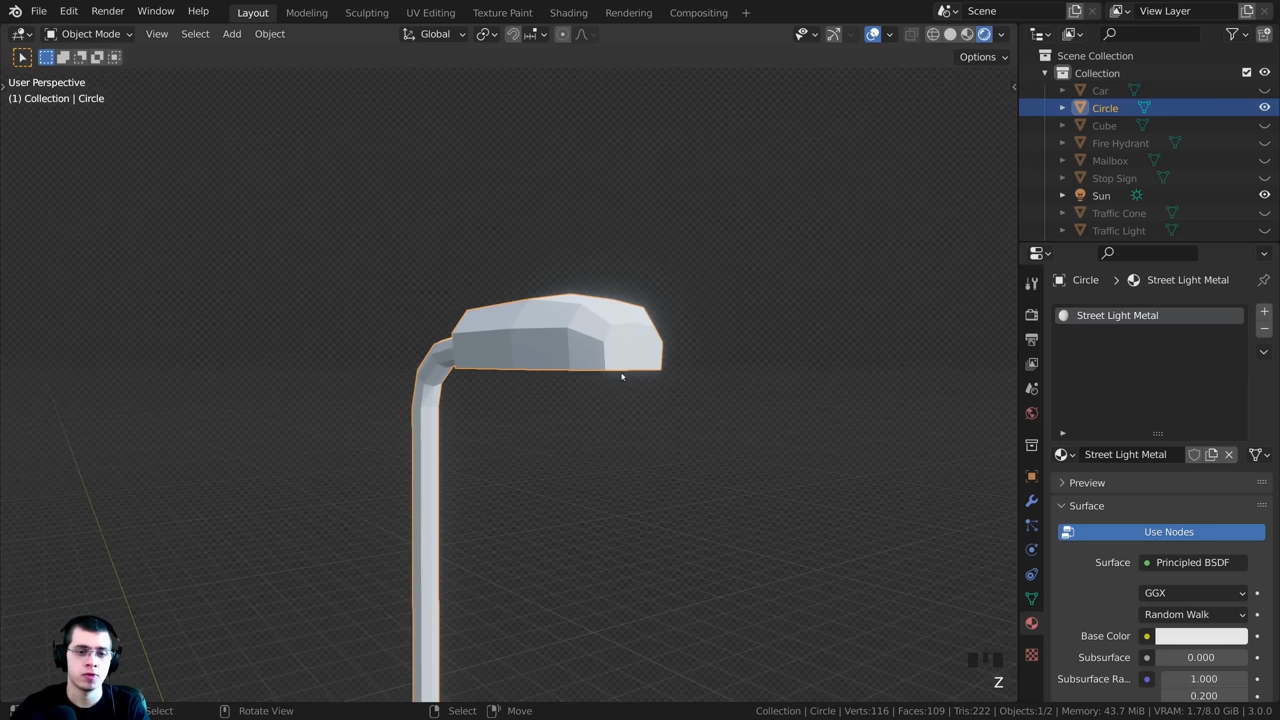 File Edit Render Window Help
Layout Modeling Sculpting UV Editing Texture Paint Shading Animation Rendering Compositing +
Scene
View Layer
Object Mode View Select Add Object
Global
Options
User Perspective
(1) Collection | Circle
Scene Collection
Collection
Car
Circle
Cube
Fire Hydrant
Mailbox
Stop Sign
Sun
Traffic Cone
Traffic Light
Circle > Street Light Metal
Street Light Metal
Street Light Metal
Preview
Surface
Use Nodes
Surface Principled BSDF
GGX
Random Walk
Base Color
Subsurface 0.000
Subsurface Ra... 1.000
0.200
Z
Select Rotate View Select Move
Collection | Circle | Verts:116 | Faces:109 | Tris:222 | Objects:1/2 | Memory: 43.7 MiB | VRAM: 1.7/8.0 GiB | 3.0.0